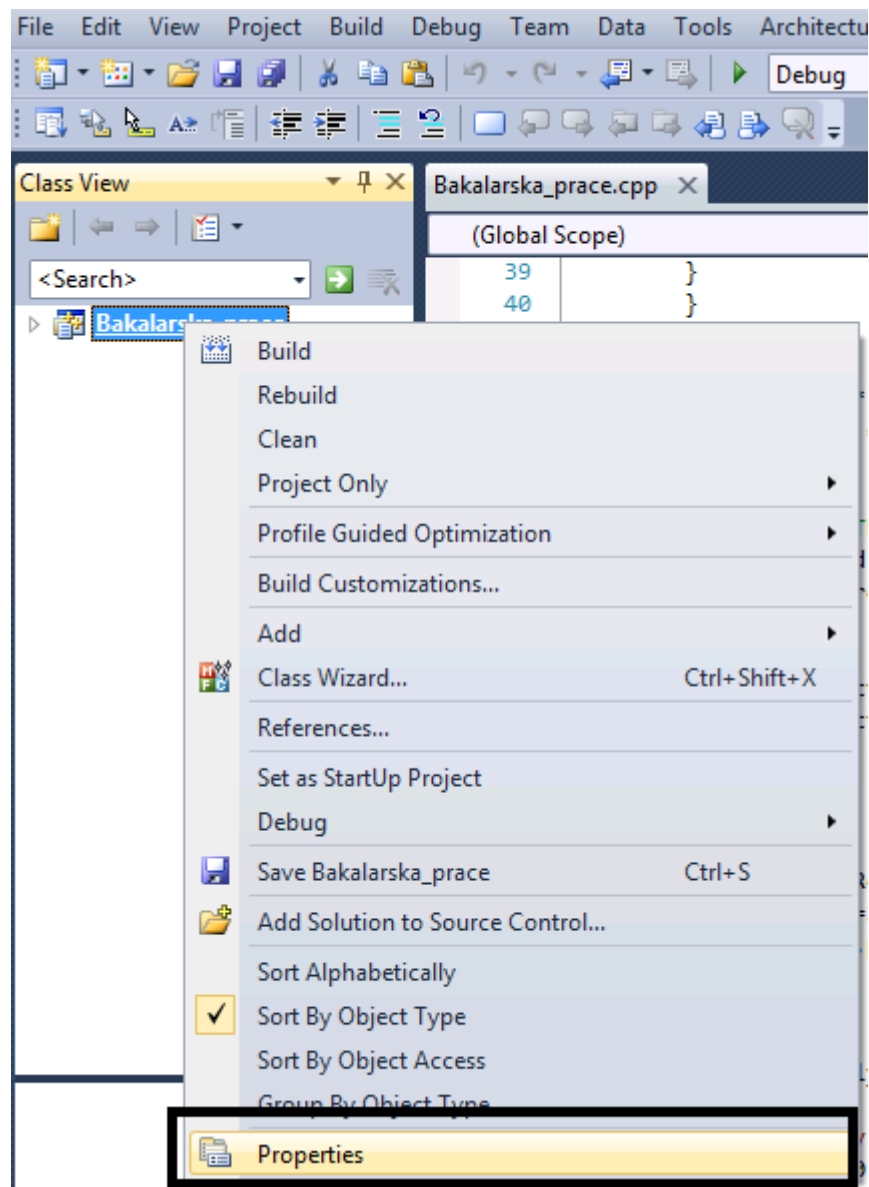 File Edit View Project Build Debug Team Data Tools Architectu
Debug
Class View
Bakalarska_prace.cpp
(Global Scope)
<Search>
39 }
40 }
Bakalarska_prace
Build
Rebuild
Clean
Project Only
Profile Guided Optimization
Build Customizations...
Add
Class Wizard... Ctrl+Shift+X
References...
Set as StartUp Project
Debug
Save Bakalarska_prace Ctrl+S
Add Solution to Source Control...
Sort Alphabetically
Sort By Object Type
Sort By Object Access
Group By Object Type
Properties